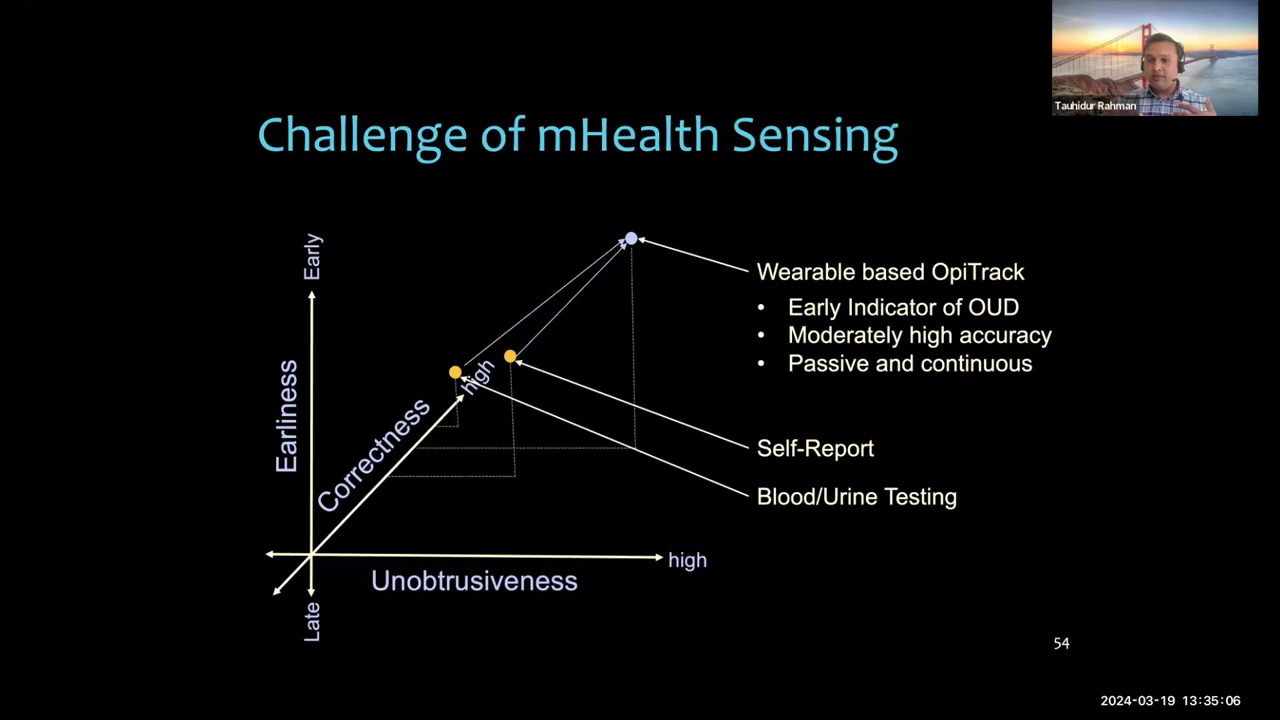 Tauhidur Rahman
Challenge of mHealth Sensing
Early
Earliness
Late
Correctness
high
Unobtrusiveness
high
Wearable based OpiTrack
• Early Indicator of OUD
• Moderately high accuracy
• Passive and continuous
Self-Report
Blood/Urine Testing
54
2024-03-19 13:35:06